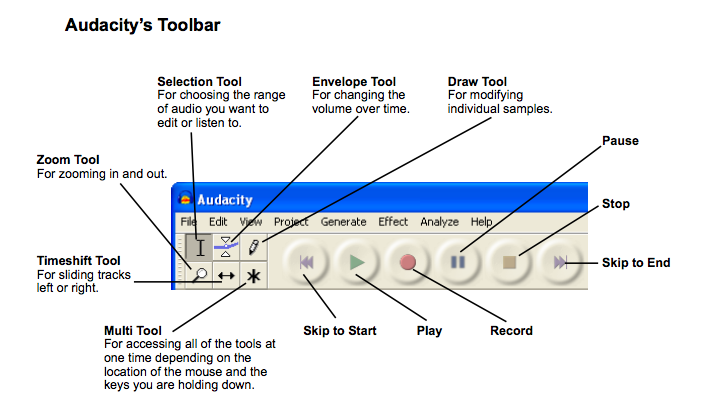 Audacity's Toolbar
Selection Tool
For choosing the range
of audio you want to
edit or listen to.
Envelope Tool
For changing the
volume over time.
Draw Tool
For modifying
individual samples.
Pause
Zoom Tool
For zooming in and out.
Audacity
Stop
File Edit View Project Generate Effect Analyze Help
Timeshift Tool
For sliding tracks
left or right.
Skip to End
Multi Tool
For accessing all of the tools at
one time depending on the
location of the mouse and the
keys you are holding down.
Skip to Start
Play
Record